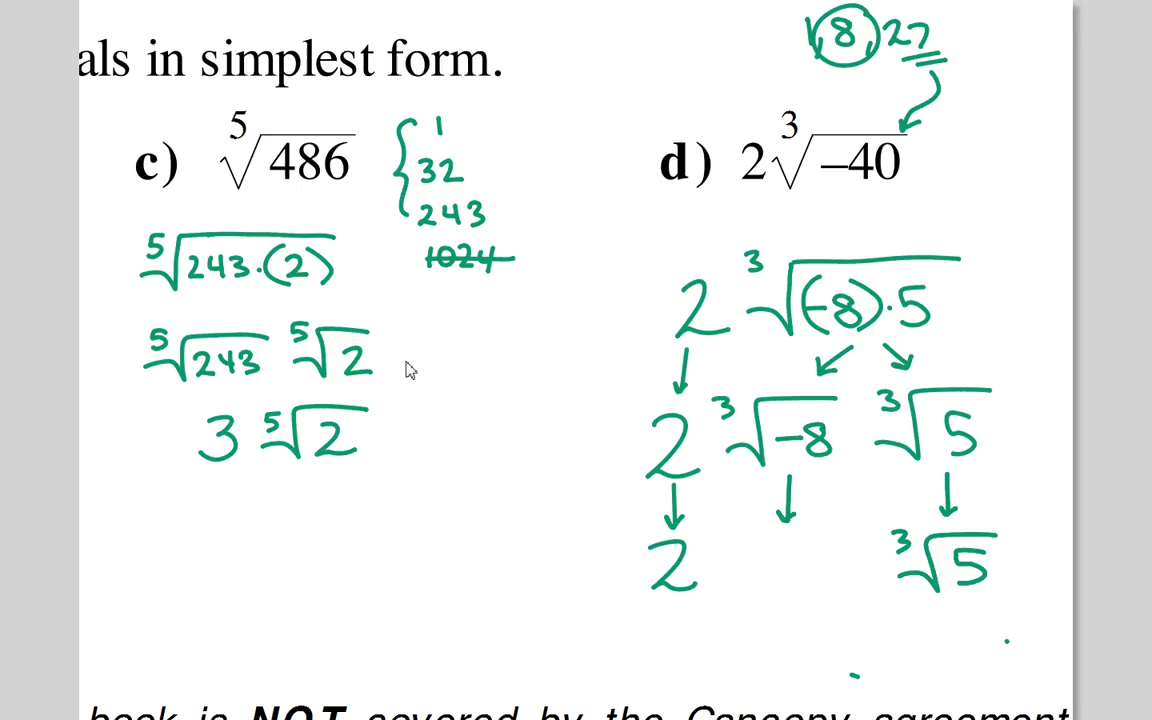 als in simplest form.
c) ⁵√486
{ 1
32
243
1024
⁵√243·(2)
⁵√243 ⁵√2
3 ⁵√2
1, 8, 27
d) 2∛–40
2 ∛(-8)·5
2 ∛-8 ∛5
2 ∛5
book is NOT covered by the Cancopy agreement